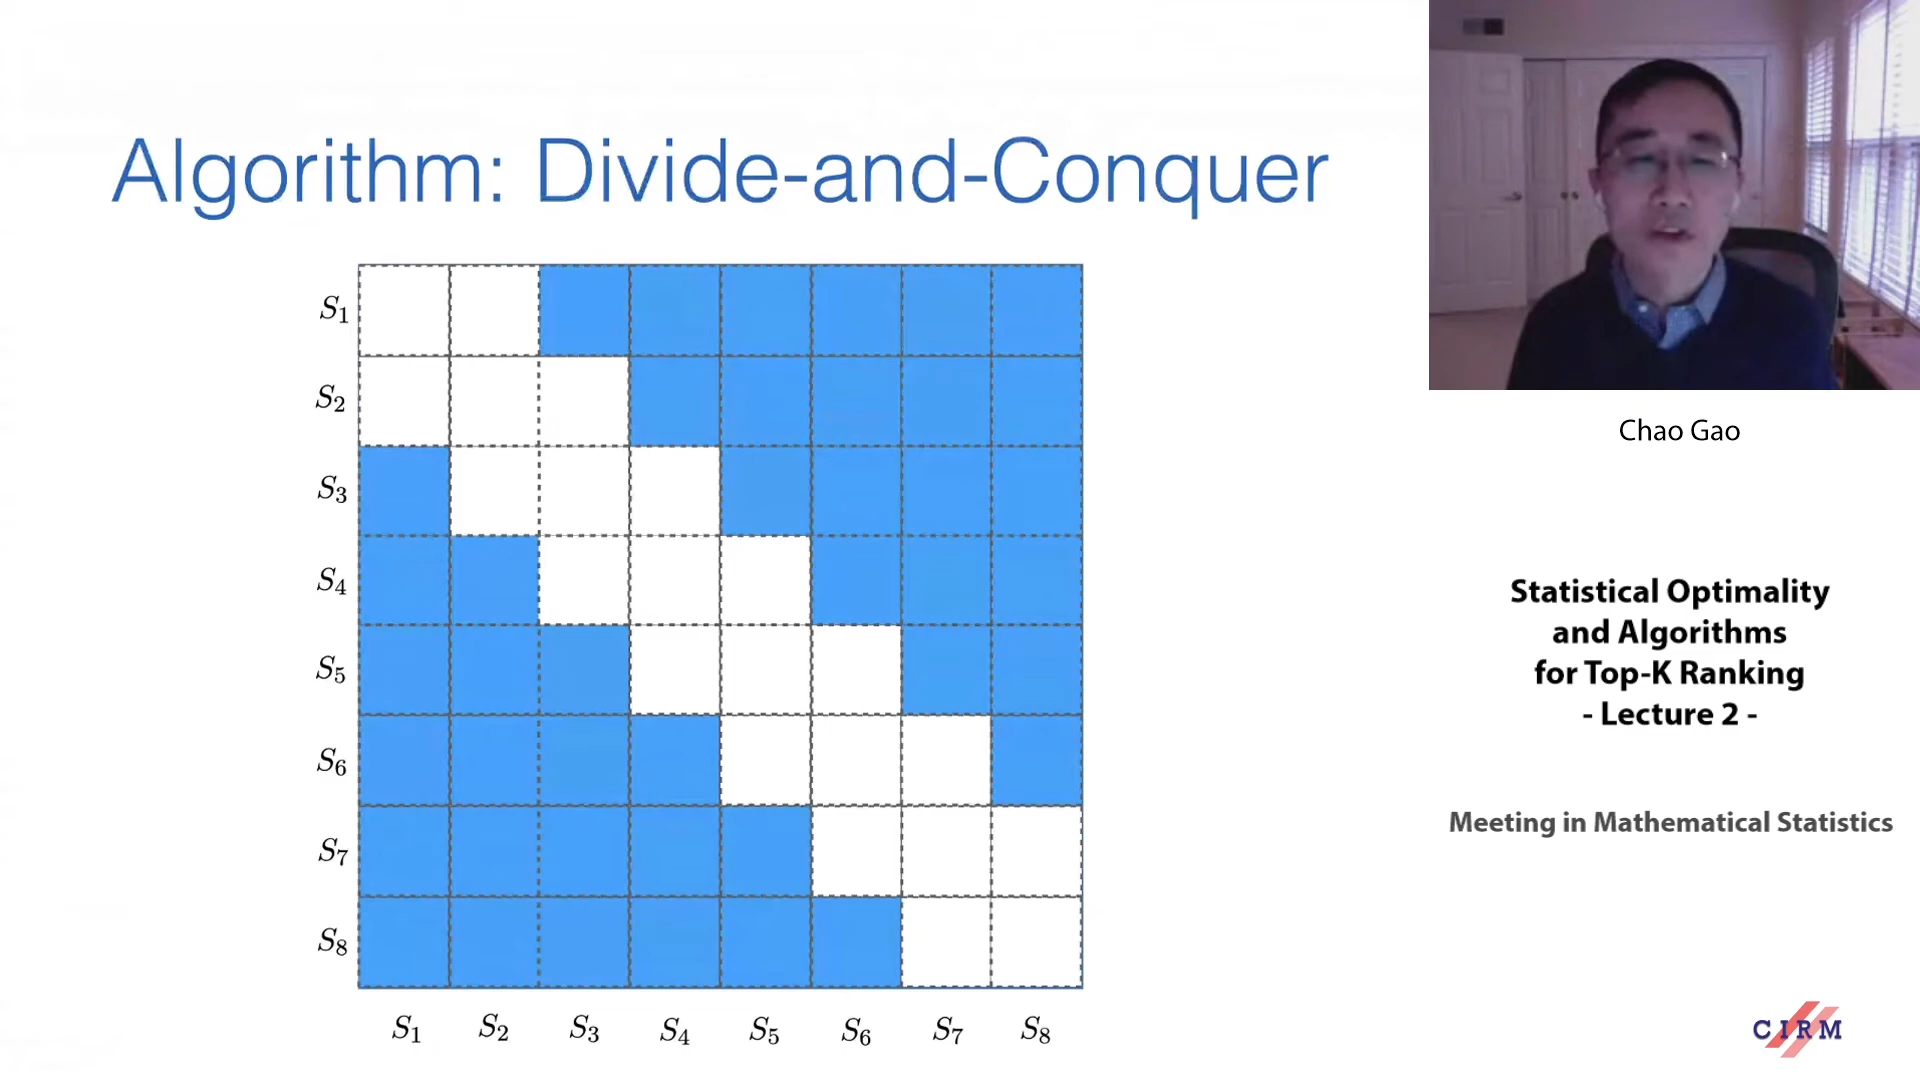 Algorithm: Divide-and-Conquer
S1
S2
S3
S4
S5
S6
S7
S8
S1 S2 S3 S4 S5 S6 S7 S8
Chao Gao
Statistical Optimality
and Algorithms
for Top-K Ranking
- Lecture 2 -
Meeting in Mathematical Statistics
CIRM